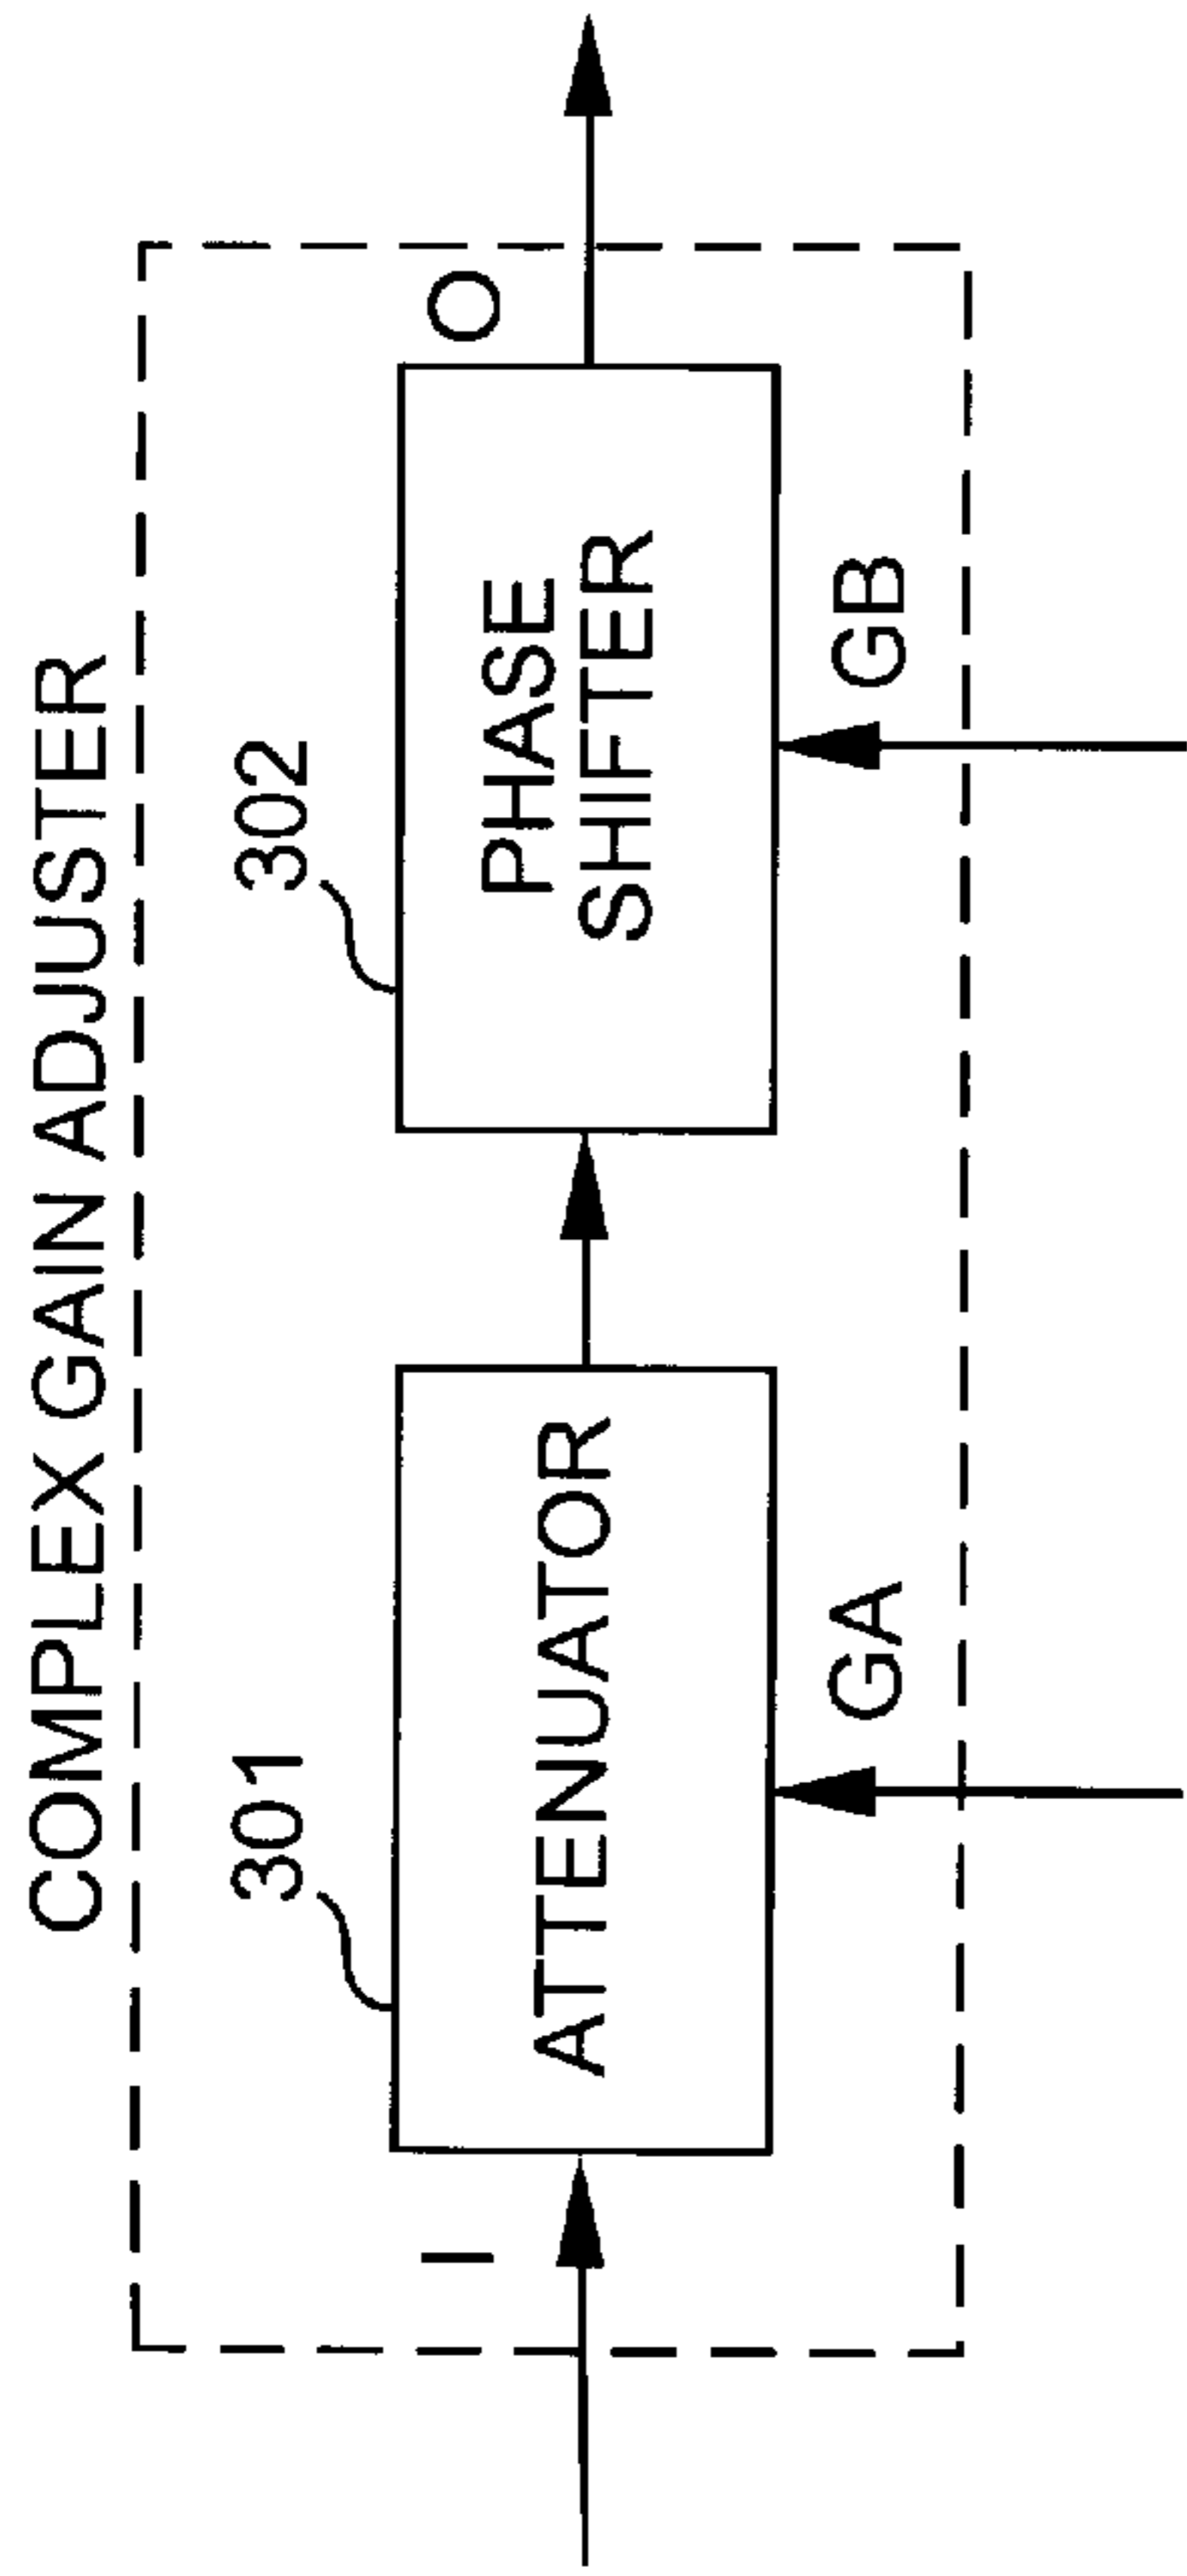 COMPLEX GAIN ADJUSTER
301
302
I
ATTENUATOR
PHASE
SHIFTER
O
GA
GB